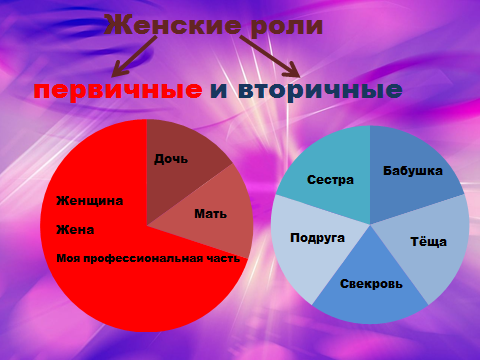 Женские роли
первичные и вторичные
Дочь
Мать
Женщина
Жена
Моя профессиональная часть
Бабушка
Сестра
Тёща
Подруга
Свекровь